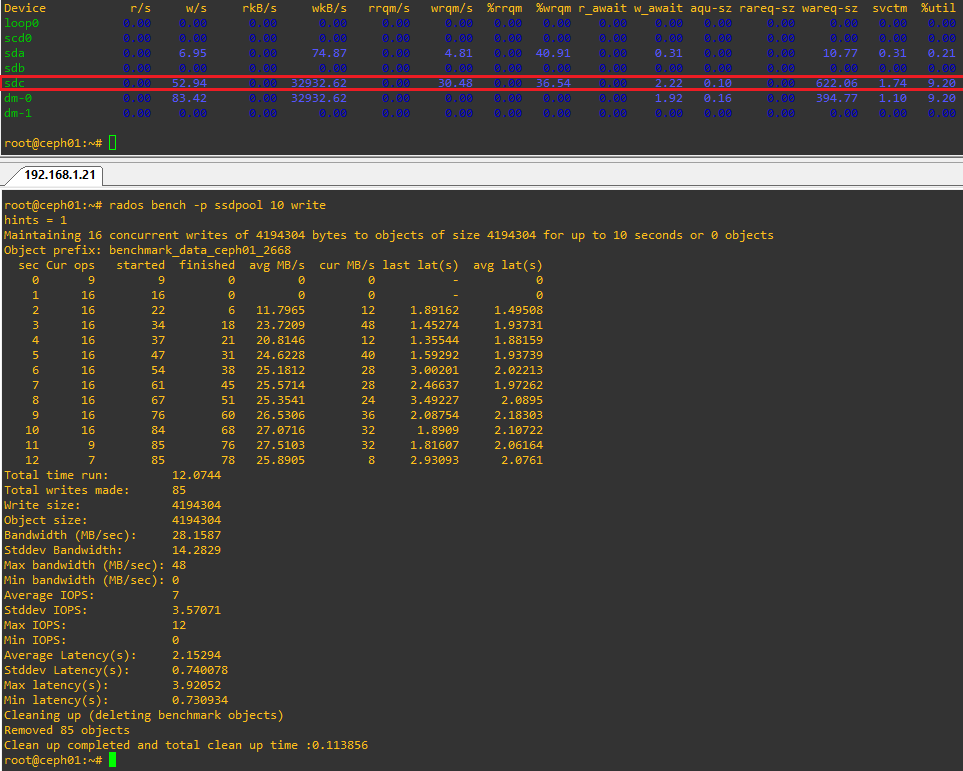 Device r/s w/s rkB/s wkB/s rrqm/s wrqm/s %rrqm %wrqm r_await w_await aqu-sz rareq-sz wareq-sz svctm %util
loop0 0.00 0.00 0.00 0.00 0.00 0.00 0.00 0.00 0.00 0.00 0.00 0.00 0.00 0.00 0.00
scd0 0.00 0.00 0.00 0.00 0.00 0.00 0.00 0.00 0.00 0.00 0.00 0.00 0.00 0.00 0.00
sda 0.00 6.95 0.00 74.87 0.00 4.81 0.00 40.91 0.00 0.31 0.00 0.00 10.77 0.31 0.21
sdb 0.00 0.00 0.00 0.00 0.00 0.00 0.00 0.00 0.00 0.00 0.00 0.00 0.00 0.00 0.00
sdc 0.00 52.94 0.00 32932.62 0.00 30.48 0.00 36.54 0.00 2.22 0.10 0.00 622.06 1.74 9.20
dm-0 0.00 83.42 0.00 32932.62 0.00 0.00 0.00 0.00 0.00 1.92 0.16 0.00 394.77 1.10 9.20
dm-1 0.00 0.00 0.00 0.00 0.00 0.00 0.00 0.00 0.00 0.00 0.00 0.00 0.00 0.00 0.00
root@ceph01:~#
192.168.1.21
root@ceph01:~# rados bench -p ssdpool 10 write
hints = 1
Maintaining 16 concurrent writes of 4194304 bytes to objects of size 4194304 for up to 10 seconds or 0 objects
Object prefix: benchmark_data_ceph01_2668
sec Cur ops started finished avg MB/s cur MB/s last lat(s) avg lat(s)
0 9 9 0 0 0 - 0
1 16 16 0 0 0 - 0
2 16 22 6 11.7965 12 1.89162 1.49508
3 16 34 18 23.7209 48 1.45274 1.93731
4 16 37 21 20.8146 12 1.35544 1.88159
5 16 47 31 24.6228 40 1.59292 1.93739
6 16 54 38 25.1812 28 3.00201 2.02213
7 16 61 45 25.5714 28 2.46637 1.97262
8 16 67 51 25.3541 24 3.49227 2.0895
9 16 76 60 26.5306 36 2.08754 2.18303
10 16 84 68 27.0716 32 1.8909 2.10722
11 9 85 76 27.5103 32 1.81607 2.06164
12 7 85 78 25.8905 8 2.93093 2.0761
Total time run: 12.0744
Total writes made: 85
Write size: 4194304
Object size: 4194304
Bandwidth (MB/sec): 28.1587
Stddev Bandwidth: 14.2829
Max bandwidth (MB/sec): 48
Min bandwidth (MB/sec): 0
Average IOPS: 7
Stddev IOPS: 3.57071
Max IOPS: 12
Min IOPS: 0
Average Latency(s): 2.15294
Stddev Latency(s): 0.740078
Max latency(s): 3.92052
Min latency(s): 0.730934
Cleaning up (deleting benchmark objects)
Removed 85 objects
Clean up completed and total clean up time :0.113856
root@ceph01:~#